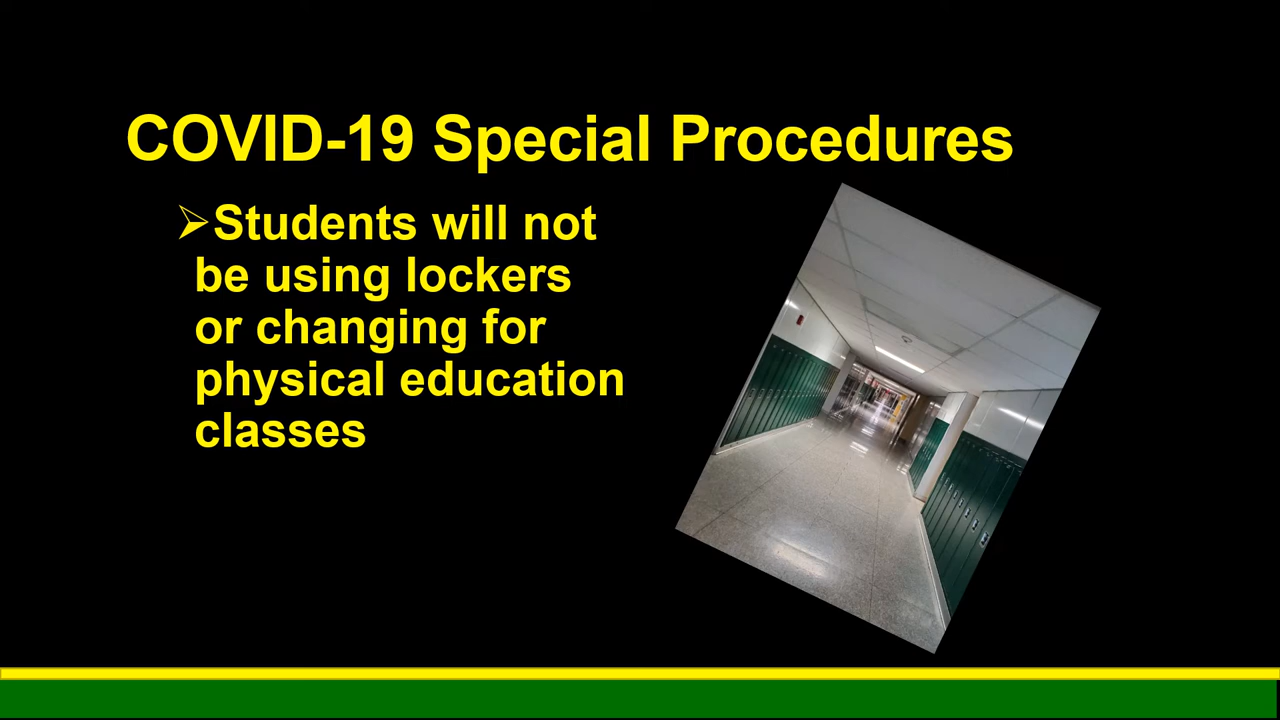 COVID-19 Special Procedures
➢Students will not
be using lockers
or changing for
physical education
classes